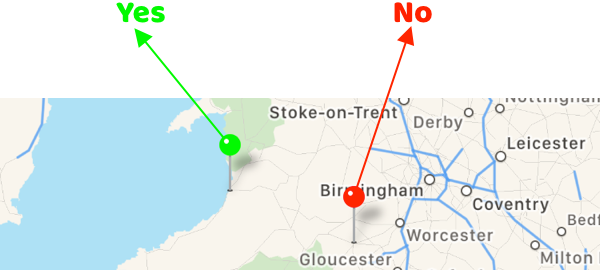 Yes
No
Nottingham
Stoke-on-Trent
Derby
Leicester
Birmingham
Coventry
Bedf
Worcester
Gloucester
Milton